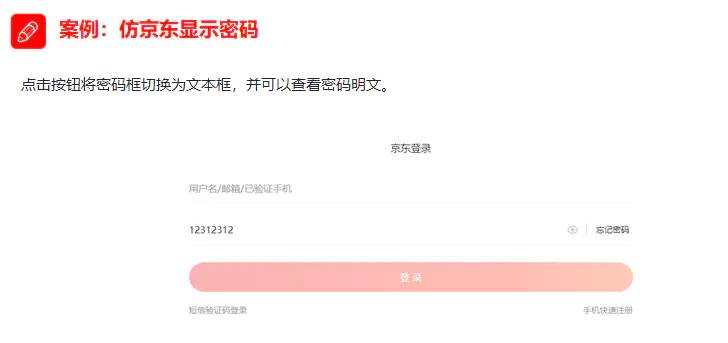 案例：仿京东显示密码
点击按钮将密码框切换为文本框，并可以查看密码明文。
京东登录
用户名/邮箱/已验证手机
12312312 忘记密码
登 录
短信验证码登录 手机快速注册